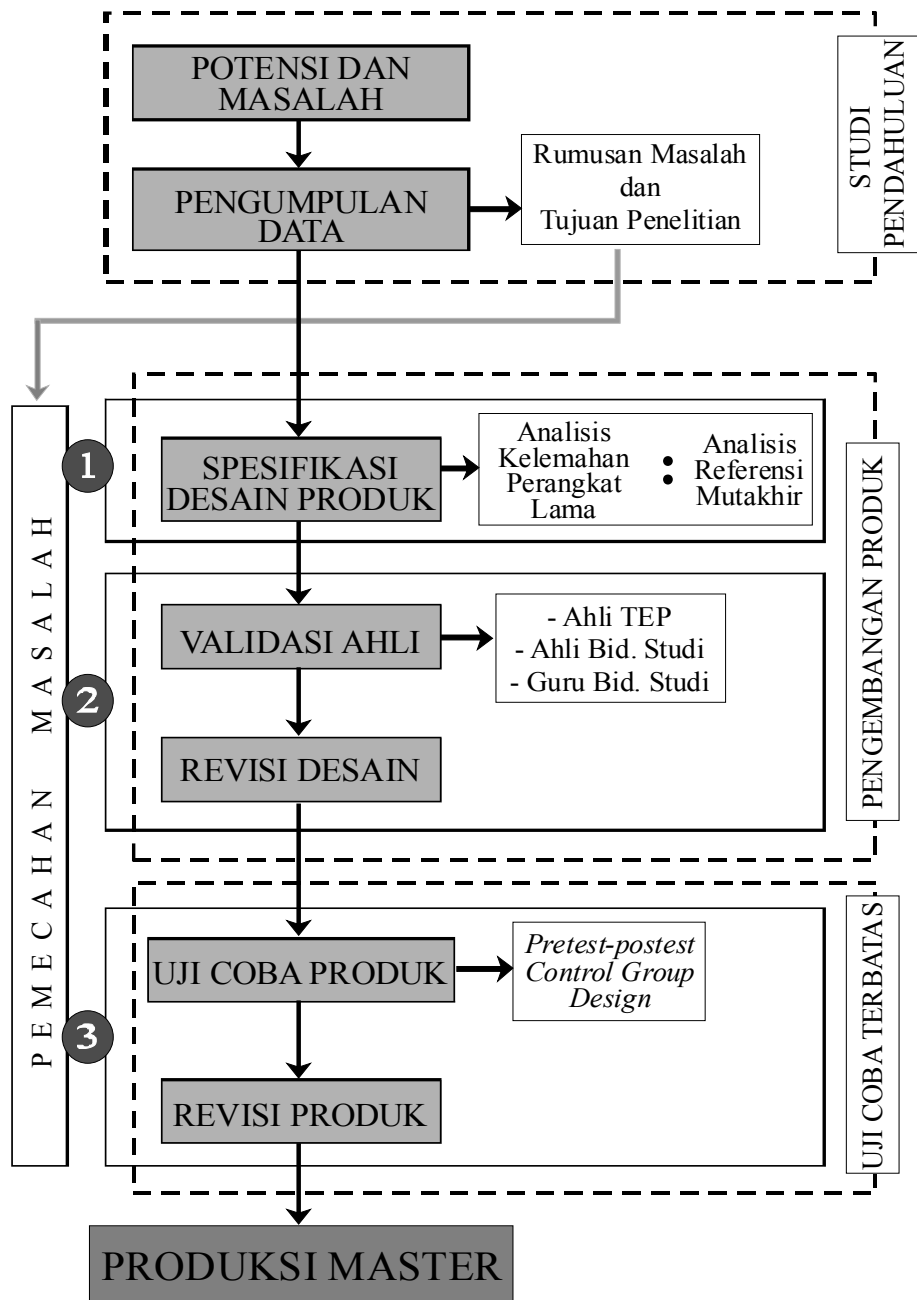 POTENSI DAN
MASALAH
PENGUMPULAN
DATA
Rumusan Masalah
dan
Tujuan Penelitian
STUDI
PENDAHULUAN
PEMECAHAN MASALAH
1
SPESIFIKASI
DESAIN PRODUK
Analisis
Kelemahan
Perangkat
Lama
• Analisis
• Referensi
Mutakhir
2
VALIDASI AHLI
- Ahli TEP
- Ahli Bid. Studi
- Guru Bid. Studi
REVISI DESAIN
PENGEMBANGAN PRODUK
3
UJI COBA PRODUK
Pretest-postest
Control Group
Design
REVISI PRODUK
UJI COBA TERBATAS
PRODUKSI MASTER